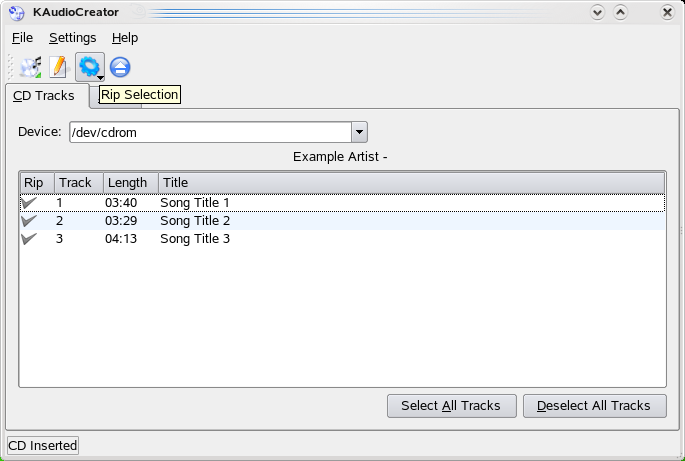 KAudioCreator
File Settings Help
Rip Selection
CD Tracks
Device: /dev/cdrom
Example Artist -
Rip Track Length Title
1 03:40 Song Title 1
2 03:29 Song Title 2
3 04:13 Song Title 3
Select All Tracks Deselect All Tracks
CD Inserted